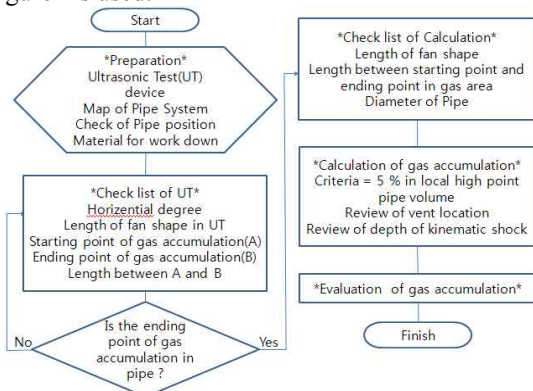 Start
*Preparation*
Ultrasonic Test(UT)
device
Map of Pipe System
Check of Pipe position
Material for work down
*Check list of UT*
Horizential degree
Length of fan shape in UT
Starting point of gas accumulation(A)
Ending point of gas accumulation(B)
Length between A and B
Is the ending
point of gas
accumulation in
pipe ?
No
Yes
*Check list of Calculation*
Length of fan shape
Length between starting point and
ending point in gas area
Diameter of Pipe
*Calculation of gas accumulation*
Criteria = 5 % in local high point
pipe volume
Review of vent location
Review of depth of kinematic shock
*Evaluation of gas accumulation*
Finish